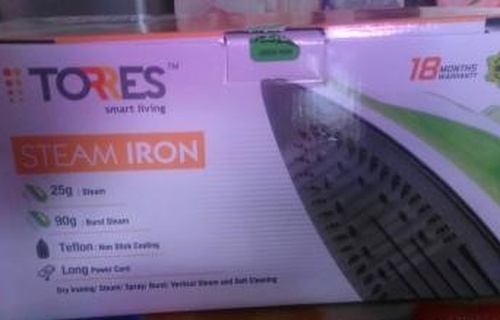 TORRES™
smart living
18 MONTHS
WARRANTY
STEAM IRON
25g : Steam
90g : Burst Steam
Teflon : Non Stick Coating
Long Power Cord
Dry Ironing/ Steam/ Spray/ Burst/ Vertical Steam and Self Cleaning